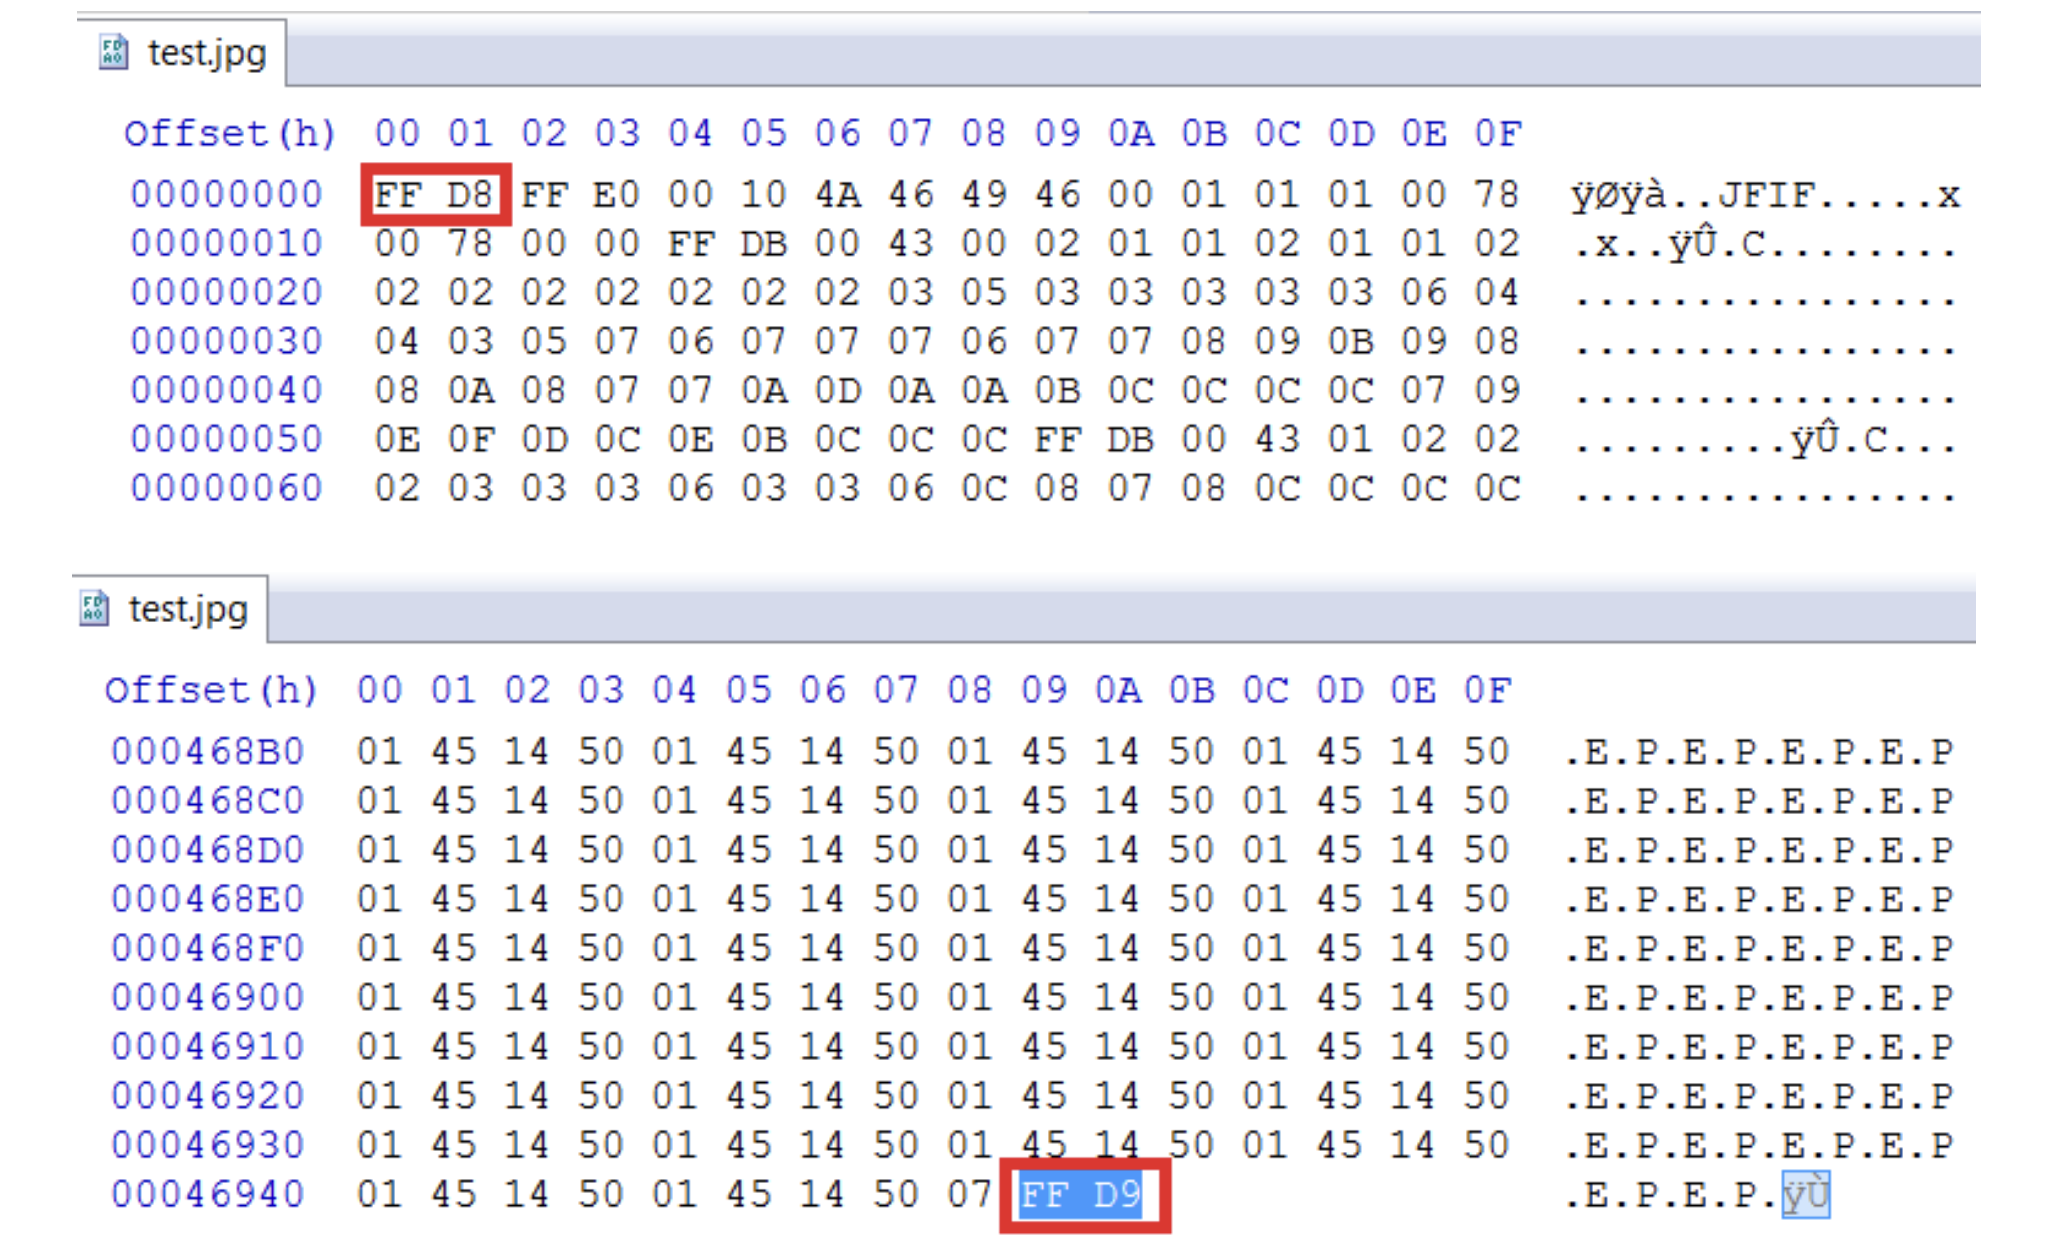 test.jpg
Offset(h) 00 01 02 03 04 05 06 07 08 09 0A 0B 0C 0D 0E 0F
00000000 FF D8 FF E0 00 10 4A 46 49 46 00 01 01 01 00 78 ÿØÿà..JFIF.....x
00000010 00 78 00 00 FF DB 00 43 00 02 01 01 02 01 01 02 .x..ÿÛ.C........
00000020 02 02 02 02 02 02 02 03 05 03 03 03 03 03 06 04 ................
00000030 04 03 05 07 06 07 07 07 06 07 07 08 09 0B 09 08 ................
00000040 08 0A 08 07 07 0A 0D 0A 0A 0B 0C 0C 0C 0C 07 09 ................
00000050 0E 0F 0D 0C 0E 0B 0C 0C 0C FF DB 00 43 01 02 02 .........ÿÛ.C...
00000060 02 03 03 03 06 03 03 06 0C 08 07 08 0C 0C 0C 0C ................
test.jpg
Offset(h) 00 01 02 03 04 05 06 07 08 09 0A 0B 0C 0D 0E 0F
000468B0 01 45 14 50 01 45 14 50 01 45 14 50 01 45 14 50 .E.P.E.P.E.P.E.P
000468C0 01 45 14 50 01 45 14 50 01 45 14 50 01 45 14 50 .E.P.E.P.E.P.E.P
000468D0 01 45 14 50 01 45 14 50 01 45 14 50 01 45 14 50 .E.P.E.P.E.P.E.P
000468E0 01 45 14 50 01 45 14 50 01 45 14 50 01 45 14 50 .E.P.E.P.E.P.E.P
000468F0 01 45 14 50 01 45 14 50 01 45 14 50 01 45 14 50 .E.P.E.P.E.P.E.P
00046900 01 45 14 50 01 45 14 50 01 45 14 50 01 45 14 50 .E.P.E.P.E.P.E.P
00046910 01 45 14 50 01 45 14 50 01 45 14 50 01 45 14 50 .E.P.E.P.E.P.E.P
00046920 01 45 14 50 01 45 14 50 01 45 14 50 01 45 14 50 .E.P.E.P.E.P.E.P
00046930 01 45 14 50 01 45 14 50 01 45 14 50 01 45 14 50 .E.P.E.P.E.P.E.P
00046940 01 45 14 50 01 45 14 50 07 FF D9 .E.P.E.P.ÿÙ